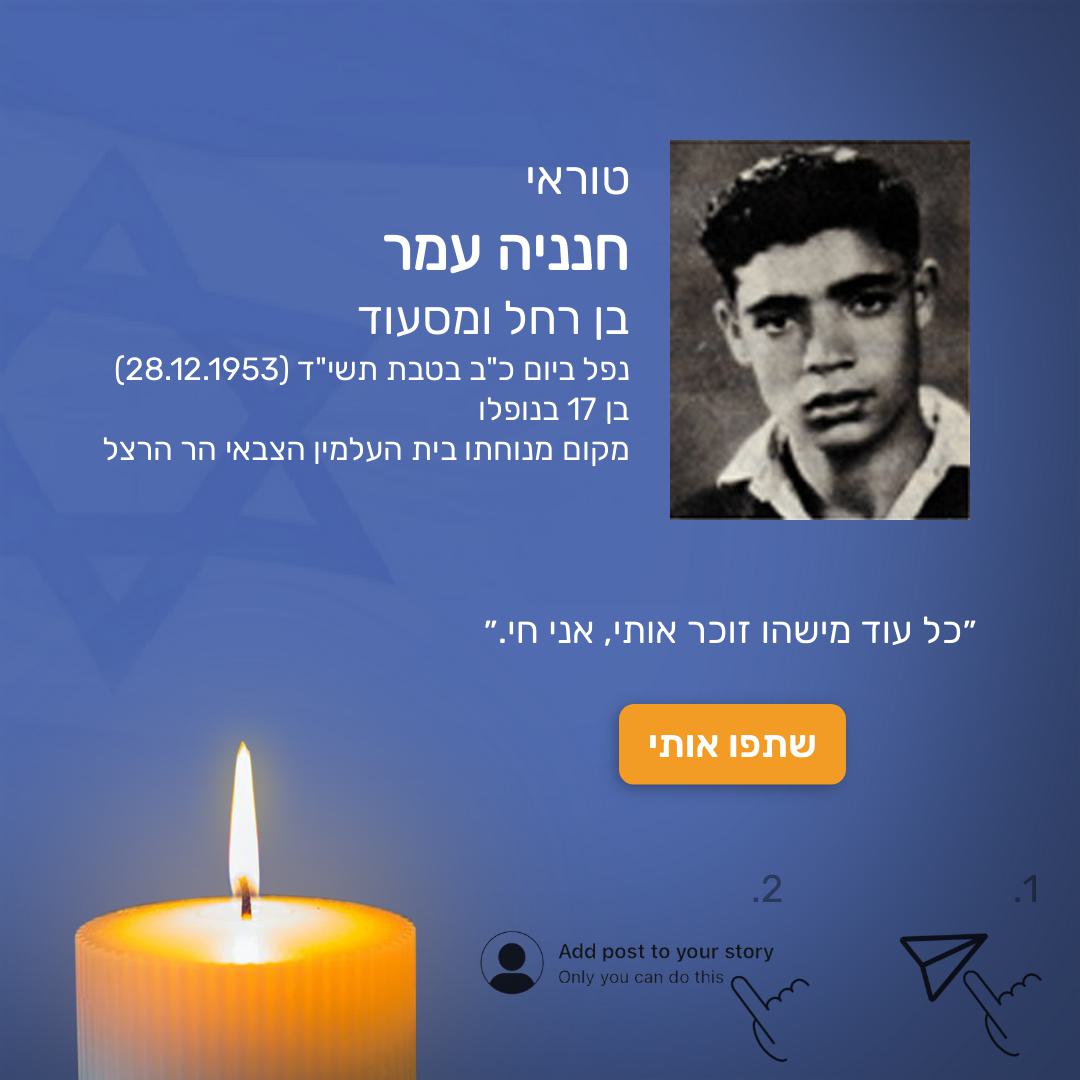 טוראי
חנניה עמר
בן רחל ומסעוד
נפל ביום כ"ב בטבת תשי"ד (28.12.1953)
בן 17 בנופלו
מקום מנוחתו בית העלמין הצבאי הר הרצל
״כל עוד מישהו זוכר אותי, אני חי.״
שתפו אותי
.1
.2
Add post to your story
Only you can do this